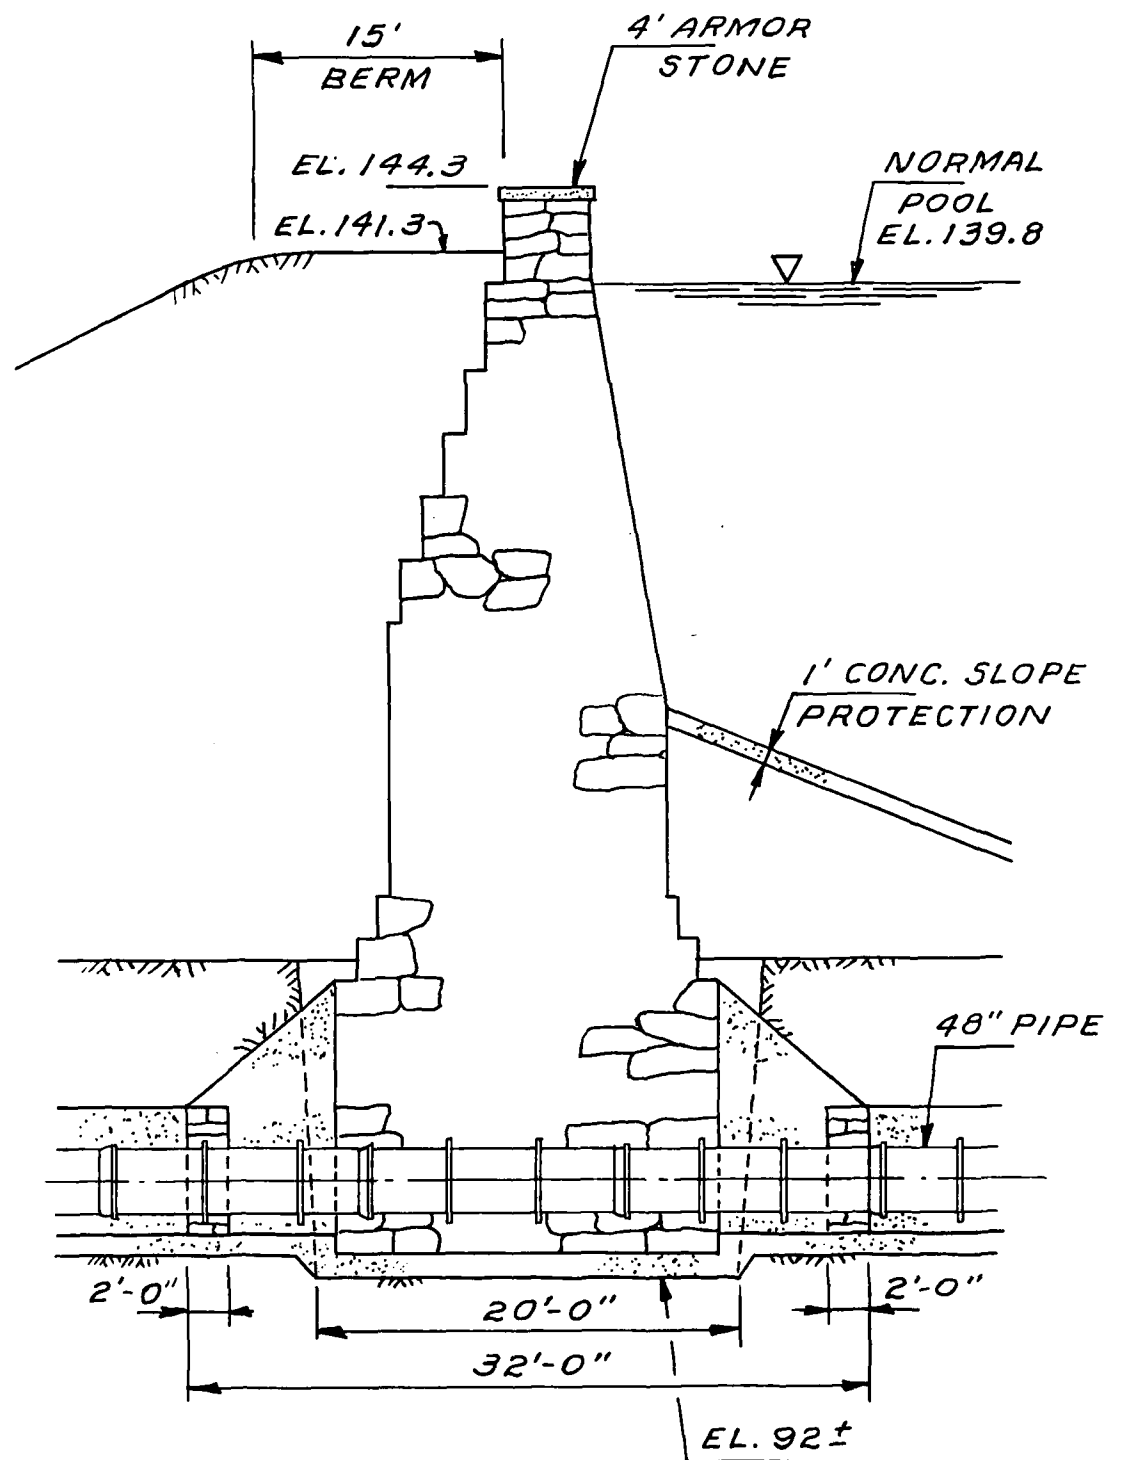 15'
BERM
4' ARMOR
STONE
EL. 144.3
EL. 141.3
NORMAL
POOL
EL. 139.8
1' CONC. SLOPE
PROTECTION
48" PIPE
2'-0"
20'-0"
2'-0"
32'-0"
EL. 92±